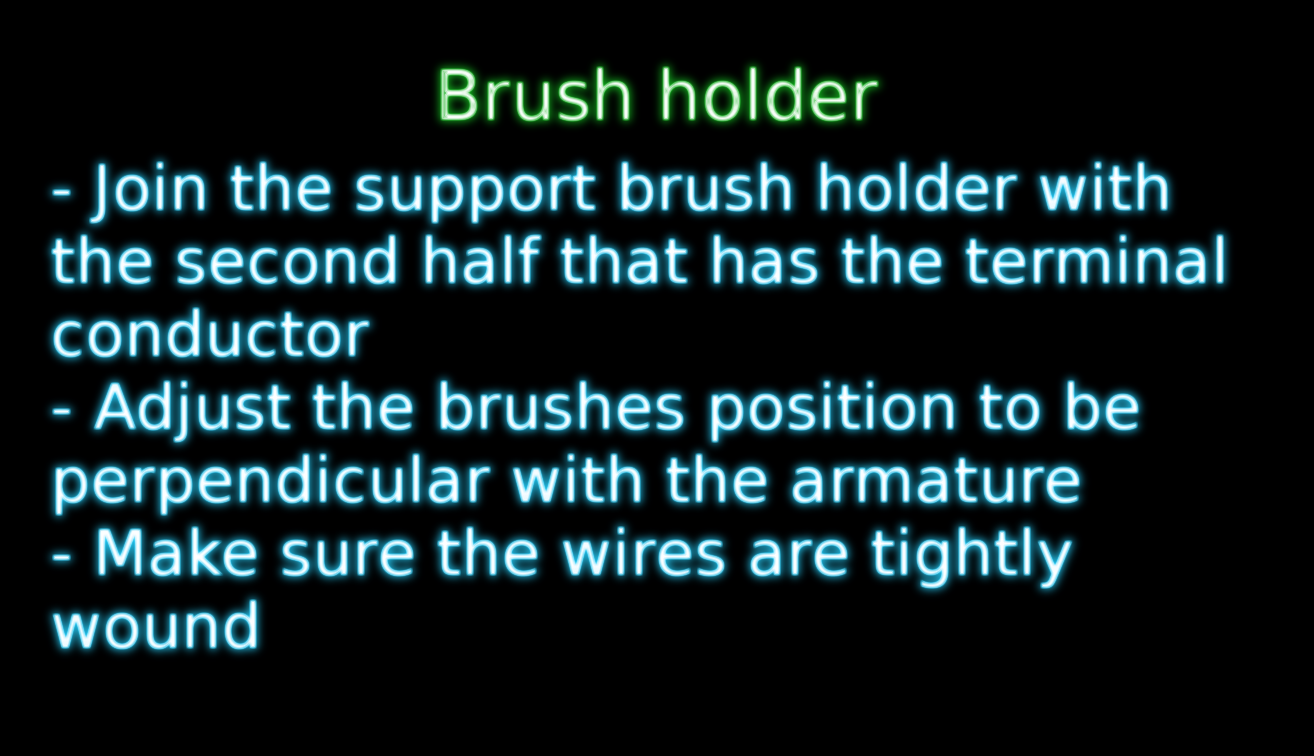 Brush holder
- Join the support brush holder with
the second half that has the terminal
conductor
- Adjust the brushes position to be
perpendicular with the armature
- Make sure the wires are tightly
wound